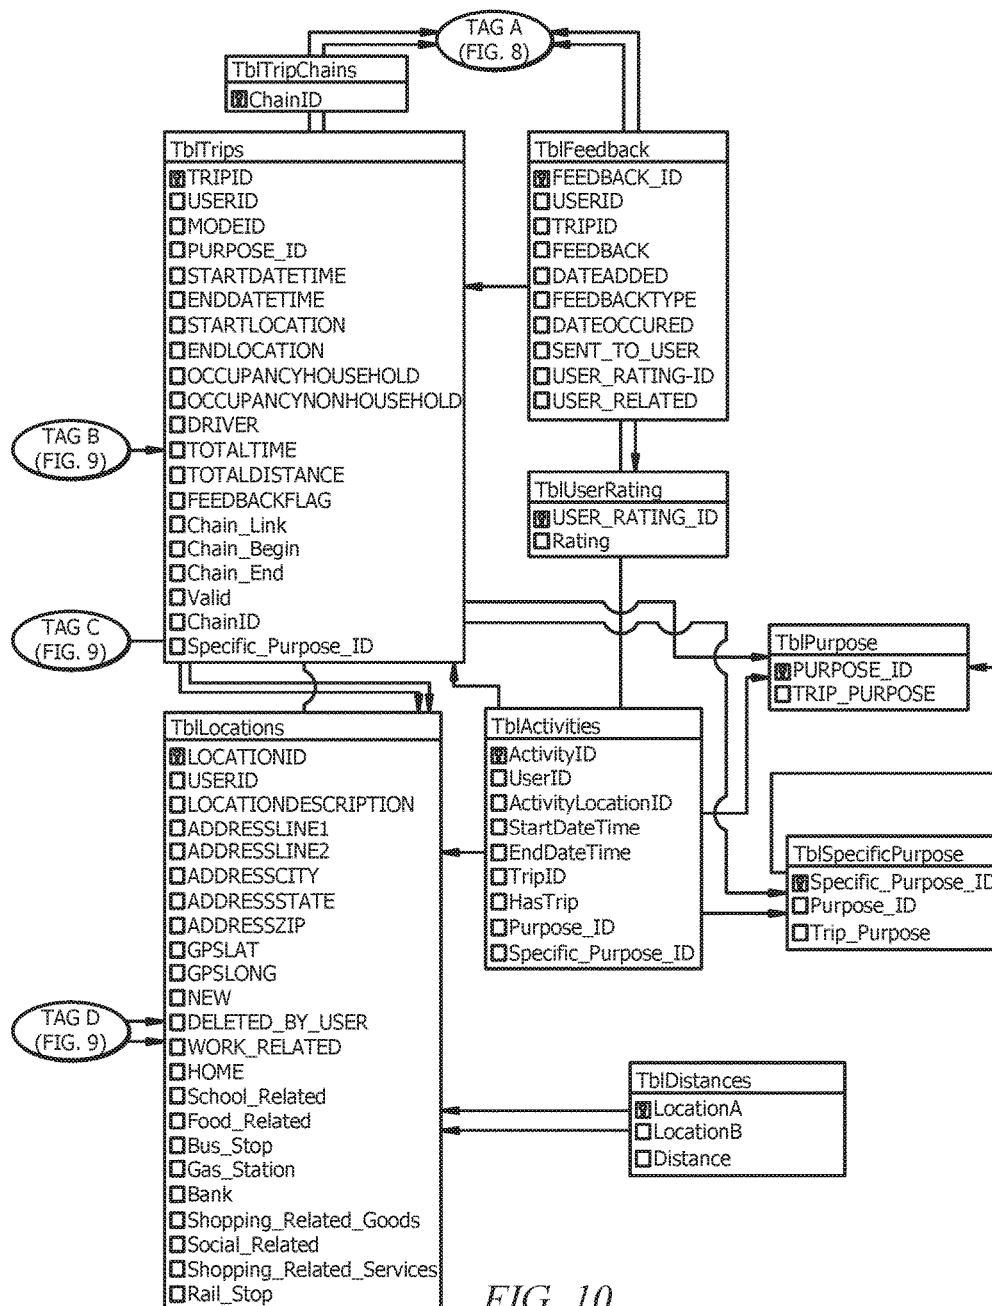 TAG A
(FIG. 8)
TblTripChains
ChainID
TblTrips
TRIPID
USERID
MODEID
PURPOSE_ID
STARTDATETIME
ENDDATETIME
STARTLOCATION
ENDLOCATION
OCCUPANCYHOUSEHOLD
OCCUPANCYNONHOUSEHOLD
DRIVER
TOTALTIME
TOTALDISTANCE
FEEDBACKFLAG
Chain_Link
Chain_Begin
Chain_End
Valid
ChainID
Specific_Purpose_ID
TblFeedback
FEEDBACK_ID
USERID
TRIPID
FEEDBACK
DATEADDED
FEEDBACKTYPE
DATEOCCURED
SENT_TO_USER
USER_RATING-ID
USER_RELATED
TAG B
(FIG. 9)
TblUserRating
USER_RATING_ID
Rating
TAG C
(FIG. 9)
TblPurpose
PURPOSE_ID
TRIP_PURPOSE
TblLocations
LOCATIONID
USERID
LOCATIONDESCRIPTION
ADDRESSLINE1
ADDRESSLINE2
ADDRESSCITY
ADDRESSSTATE
ADDRESSZIP
GPSLAT
GPSLONG
NEW
DELETED_BY_USER
WORK_RELATED
HOME
School_Related
Food_Related
Bus_Stop
Gas_Station
Bank
Shopping_Related_Goods
Social_Related
Shopping_Related_Services
Rail_Stop
TblActivities
ActivityID
UserID
ActivityLocationID
StartDateTime
EndDateTime
TripID
HasTrip
Purpose_ID
Specific_Purpose_ID
TblSpecificPurpose
Specific_Purpose_ID
Purpose_ID
Trip_Purpose
TAG D
(FIG. 9)
TblDistances
LocationA
LocationB
Distance
FIG. 10